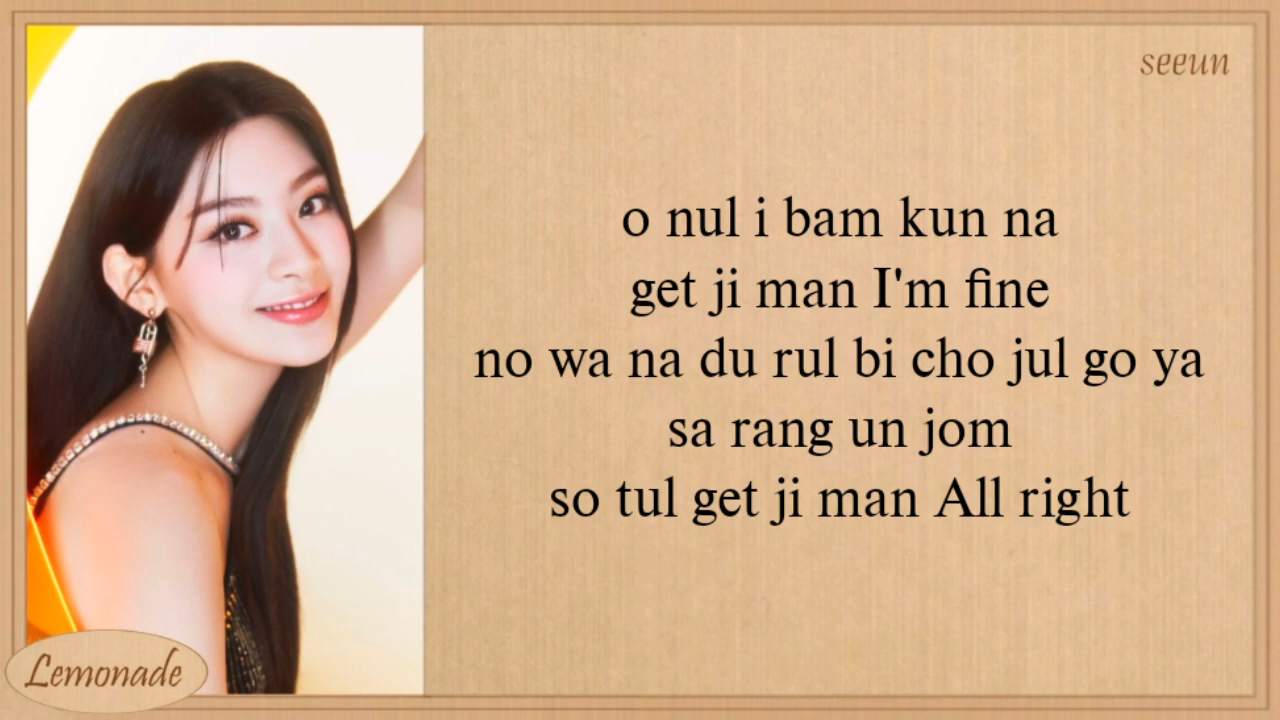 seeun
o nul i bam kun na
get ji man I'm fine
no wa na du rul bi cho jul go ya
sa rang un jom
so tul get ji man All right
Lemonade